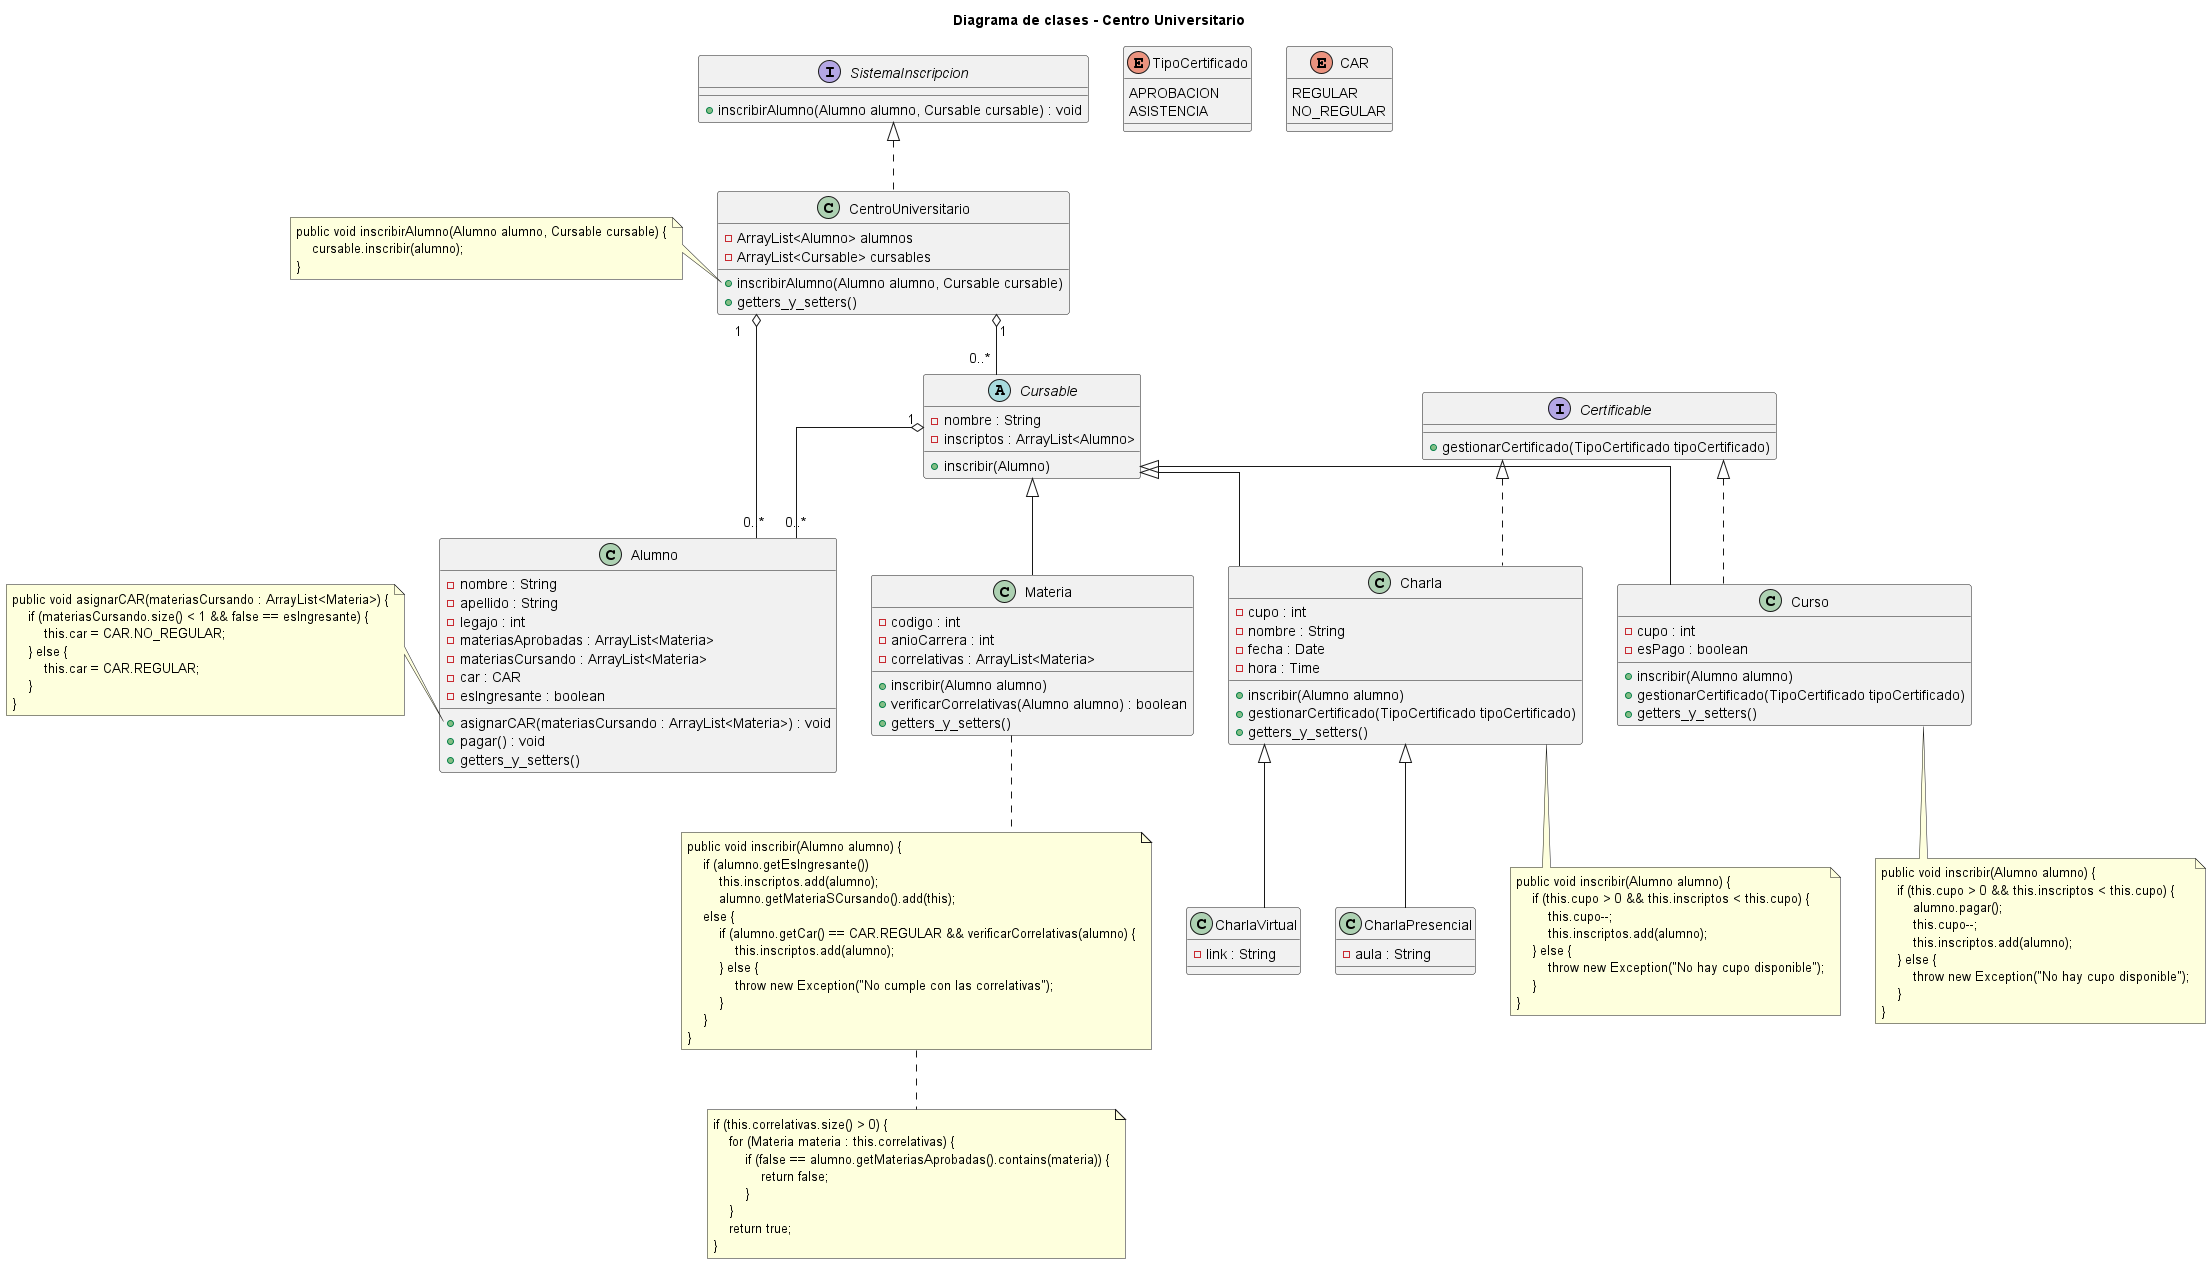 Diagrama de clases - Centro Universitario
I SistemaInscripcion
inscribirAlumno(Alumno alumno, Cursable cursable) : void
E TipoCertificado
APROBACION
ASISTENCIA
E CAR
REGULAR
NO_REGULAR
public void inscribirAlumno(Alumno alumno, Cursable cursable) {
cursable.inscribir(alumno);
}
C CentroUniversitario
ArrayList<Alumno> alumnos
ArrayList<Cursable> cursables
inscribirAlumno(Alumno alumno, Cursable cursable)
getters_y_setters()
1
1
0..*
A Cursable
nombre : String
inscriptos : ArrayList<Alumno>
inscribir(Alumno)
1
0..*
0..*
I Certificable
gestionarCertificado(TipoCertificado tipoCertificado)
public void asignarCAR(materiasCursando : ArrayList<Materia>) {
if (materiasCursando.size() < 1 && false == esIngresante) {
this.car = CAR.NO_REGULAR;
} else {
this.car = CAR.REGULAR;
}
}
C Alumno
nombre : String
apellido : String
legajo : int
materiasAprobadas : ArrayList<Materia>
materiasCursando : ArrayList<Materia>
car : CAR
esIngresante : boolean
asignarCAR(materiasCursando : ArrayList<Materia>) : void
pagar() : void
getters_y_setters()
C Materia
codigo : int
anioCarrera : int
correlativas : ArrayList<Materia>
inscribir(Alumno alumno)
verificarCorrelativas(Alumno alumno) : boolean
getters_y_setters()
C Charla
cupo : int
nombre : String
fecha : Date
hora : Time
inscribir(Alumno alumno)
gestionarCertificado(TipoCertificado tipoCertificado)
getters_y_setters()
C Curso
cupo : int
esPago : boolean
inscribir(Alumno alumno)
gestionarCertificado(TipoCertificado tipoCertificado)
getters_y_setters()
public void inscribir(Alumno alumno) {
if (alumno.getEsIngresante())
this.inscriptos.add(alumno);
alumno.getMateriaSCursando().add(this);
else {
if (alumno.getCar() == CAR.REGULAR && verificarCorrelativas(alumno) {
this.inscriptos.add(alumno);
} else {
throw new Exception("No cumple con las correlativas");
}
}
}
C CharlaVirtual
link : String
C CharlaPresencial
aula : String
public void inscribir(Alumno alumno) {
if (this.cupo > 0 && this.inscriptos < this.cupo) {
this.cupo--;
this.inscriptos.add(alumno);
} else {
throw new Exception("No hay cupo disponible");
}
}
public void inscribir(Alumno alumno) {
if (this.cupo > 0 && this.inscriptos < this.cupo) {
alumno.pagar();
this.cupo--;
this.inscriptos.add(alumno);
} else {
throw new Exception("No hay cupo disponible");
}
}
if (this.correlativas.size() > 0) {
for (Materia materia : this.correlativas) {
if (false == alumno.getMateriasAprobadas().contains(materia)) {
return false;
}
}
return true;
}